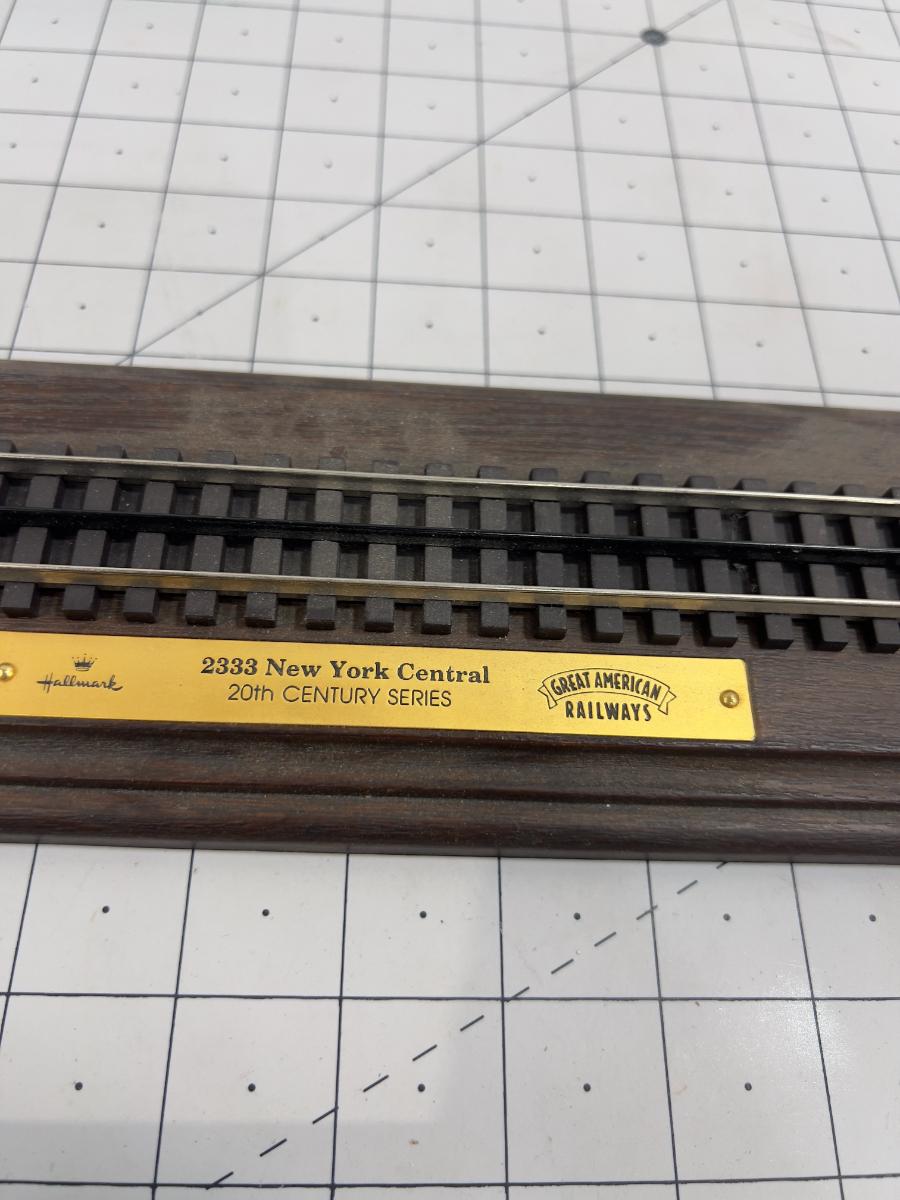 Hallmark
2333 New York Central
20th CENTURY SERIES
GREAT AMERICAN
RAILWAYS